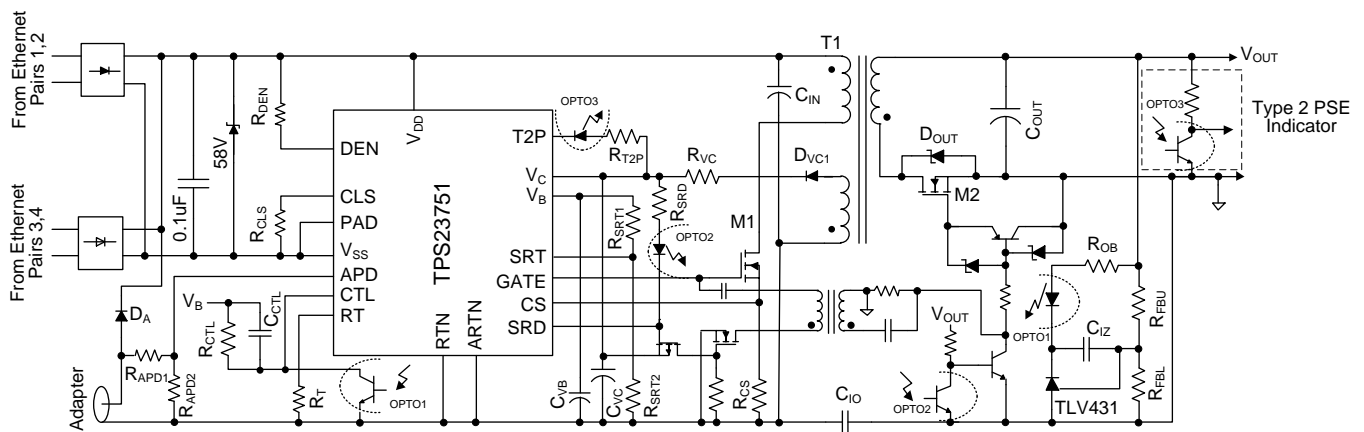 From Ethernet
Pairs 1,2
From Ethernet
Pairs 3,4
0.1uF
58V
RDEN
RCLS
DA
Adapter
RAPD1
RAPD2
VB
RCTL
CCTL
RT
OPTO1
TPS23751
VDD
DEN
CLS
PAD
VSS
APD
CTL
RT
RTN
ARTN
T2P
VC
VB
SRT
GATE
CS
SRD
OPTO3
RT2P
RVC
DVC1
RSRD
RSRT1
OPTO2
M1
CVB
CVC
RSRT2
RCS
CIO
CIN
T1
DOUT
M2
COUT
VOUT
OPTO3
Type 2 PSE
Indicator
VOUT
OPTO2
ROB
OPTO1
CIZ
TLV431
RFBU
RFBL